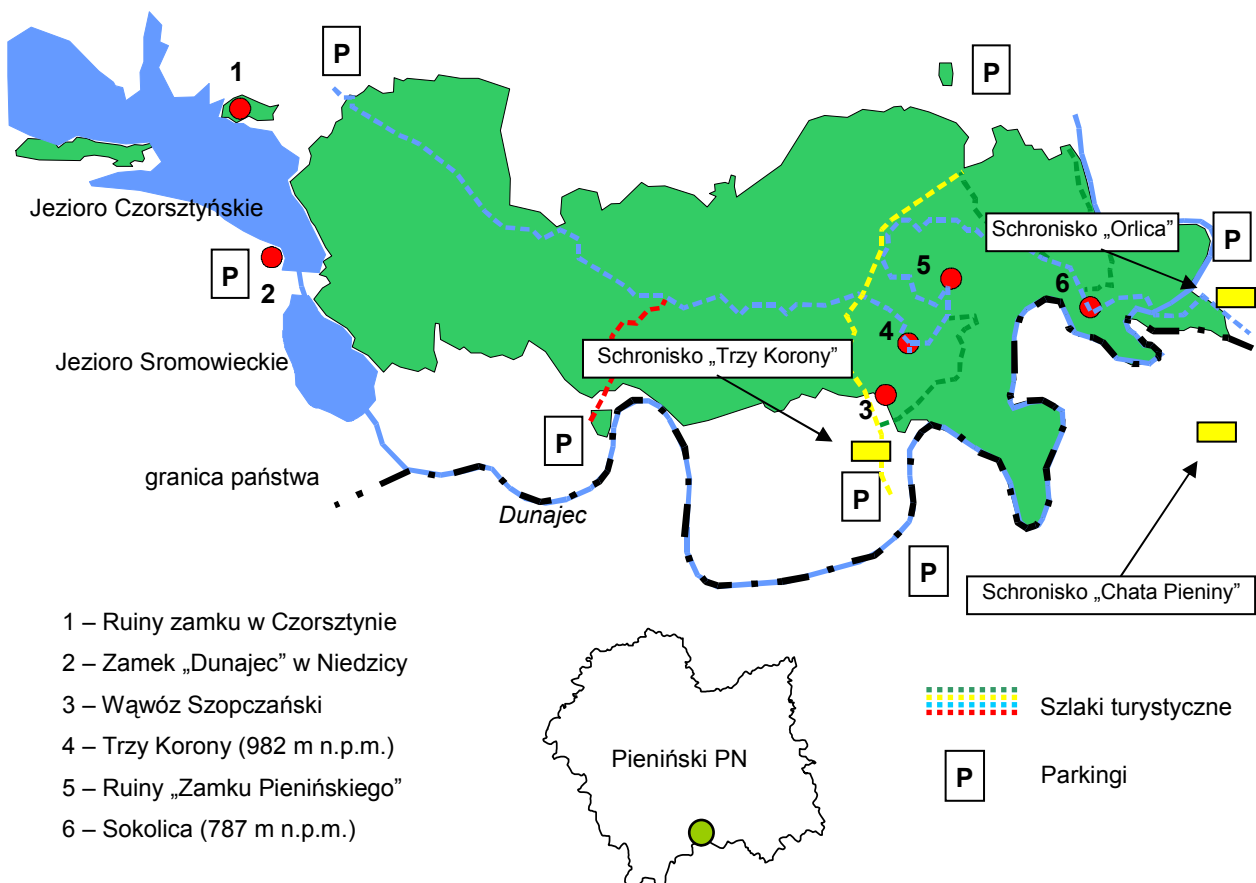 P
1
P
Jezioro Czorsztyńskie
Schronisko „Orlica”
P
P
2
5
6
Jezioro Sromowieckie
Schronisko „Trzy Korony”
4
3
P
granica państwa
P
Dunajec
P
Schronisko „Chata Pieniny”
1 – Ruiny zamku w Czorsztynie
2 – Zamek „Dunajec” w Niedzicy
3 – Wąwóz Szopczański
4 – Trzy Korony (982 m n.p.m.)
5 – Ruiny „Zamku Pienińskiego”
6 – Sokolica (787 m n.p.m.)
Pieniński PN
Szlaki turystyczne
P
Parkingi